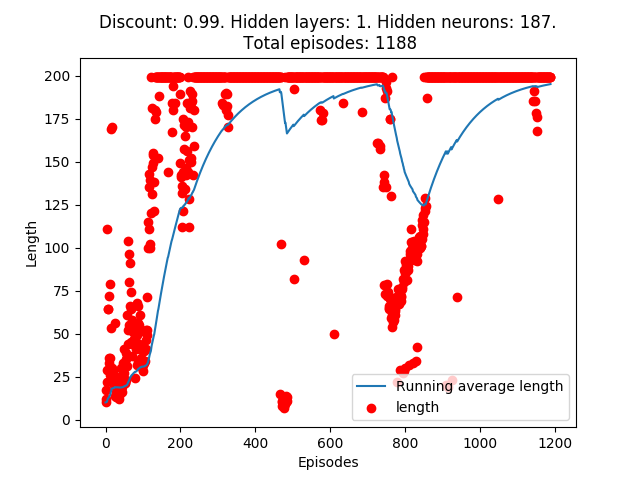 Discount: 0.99. Hidden layers: 1. Hidden neurons: 187.
Total episodes: 1188
200
175
150
125
100
75
50
25
0
Length
Running average length
length
0 200 400 600 800 1000 1200
Episodes